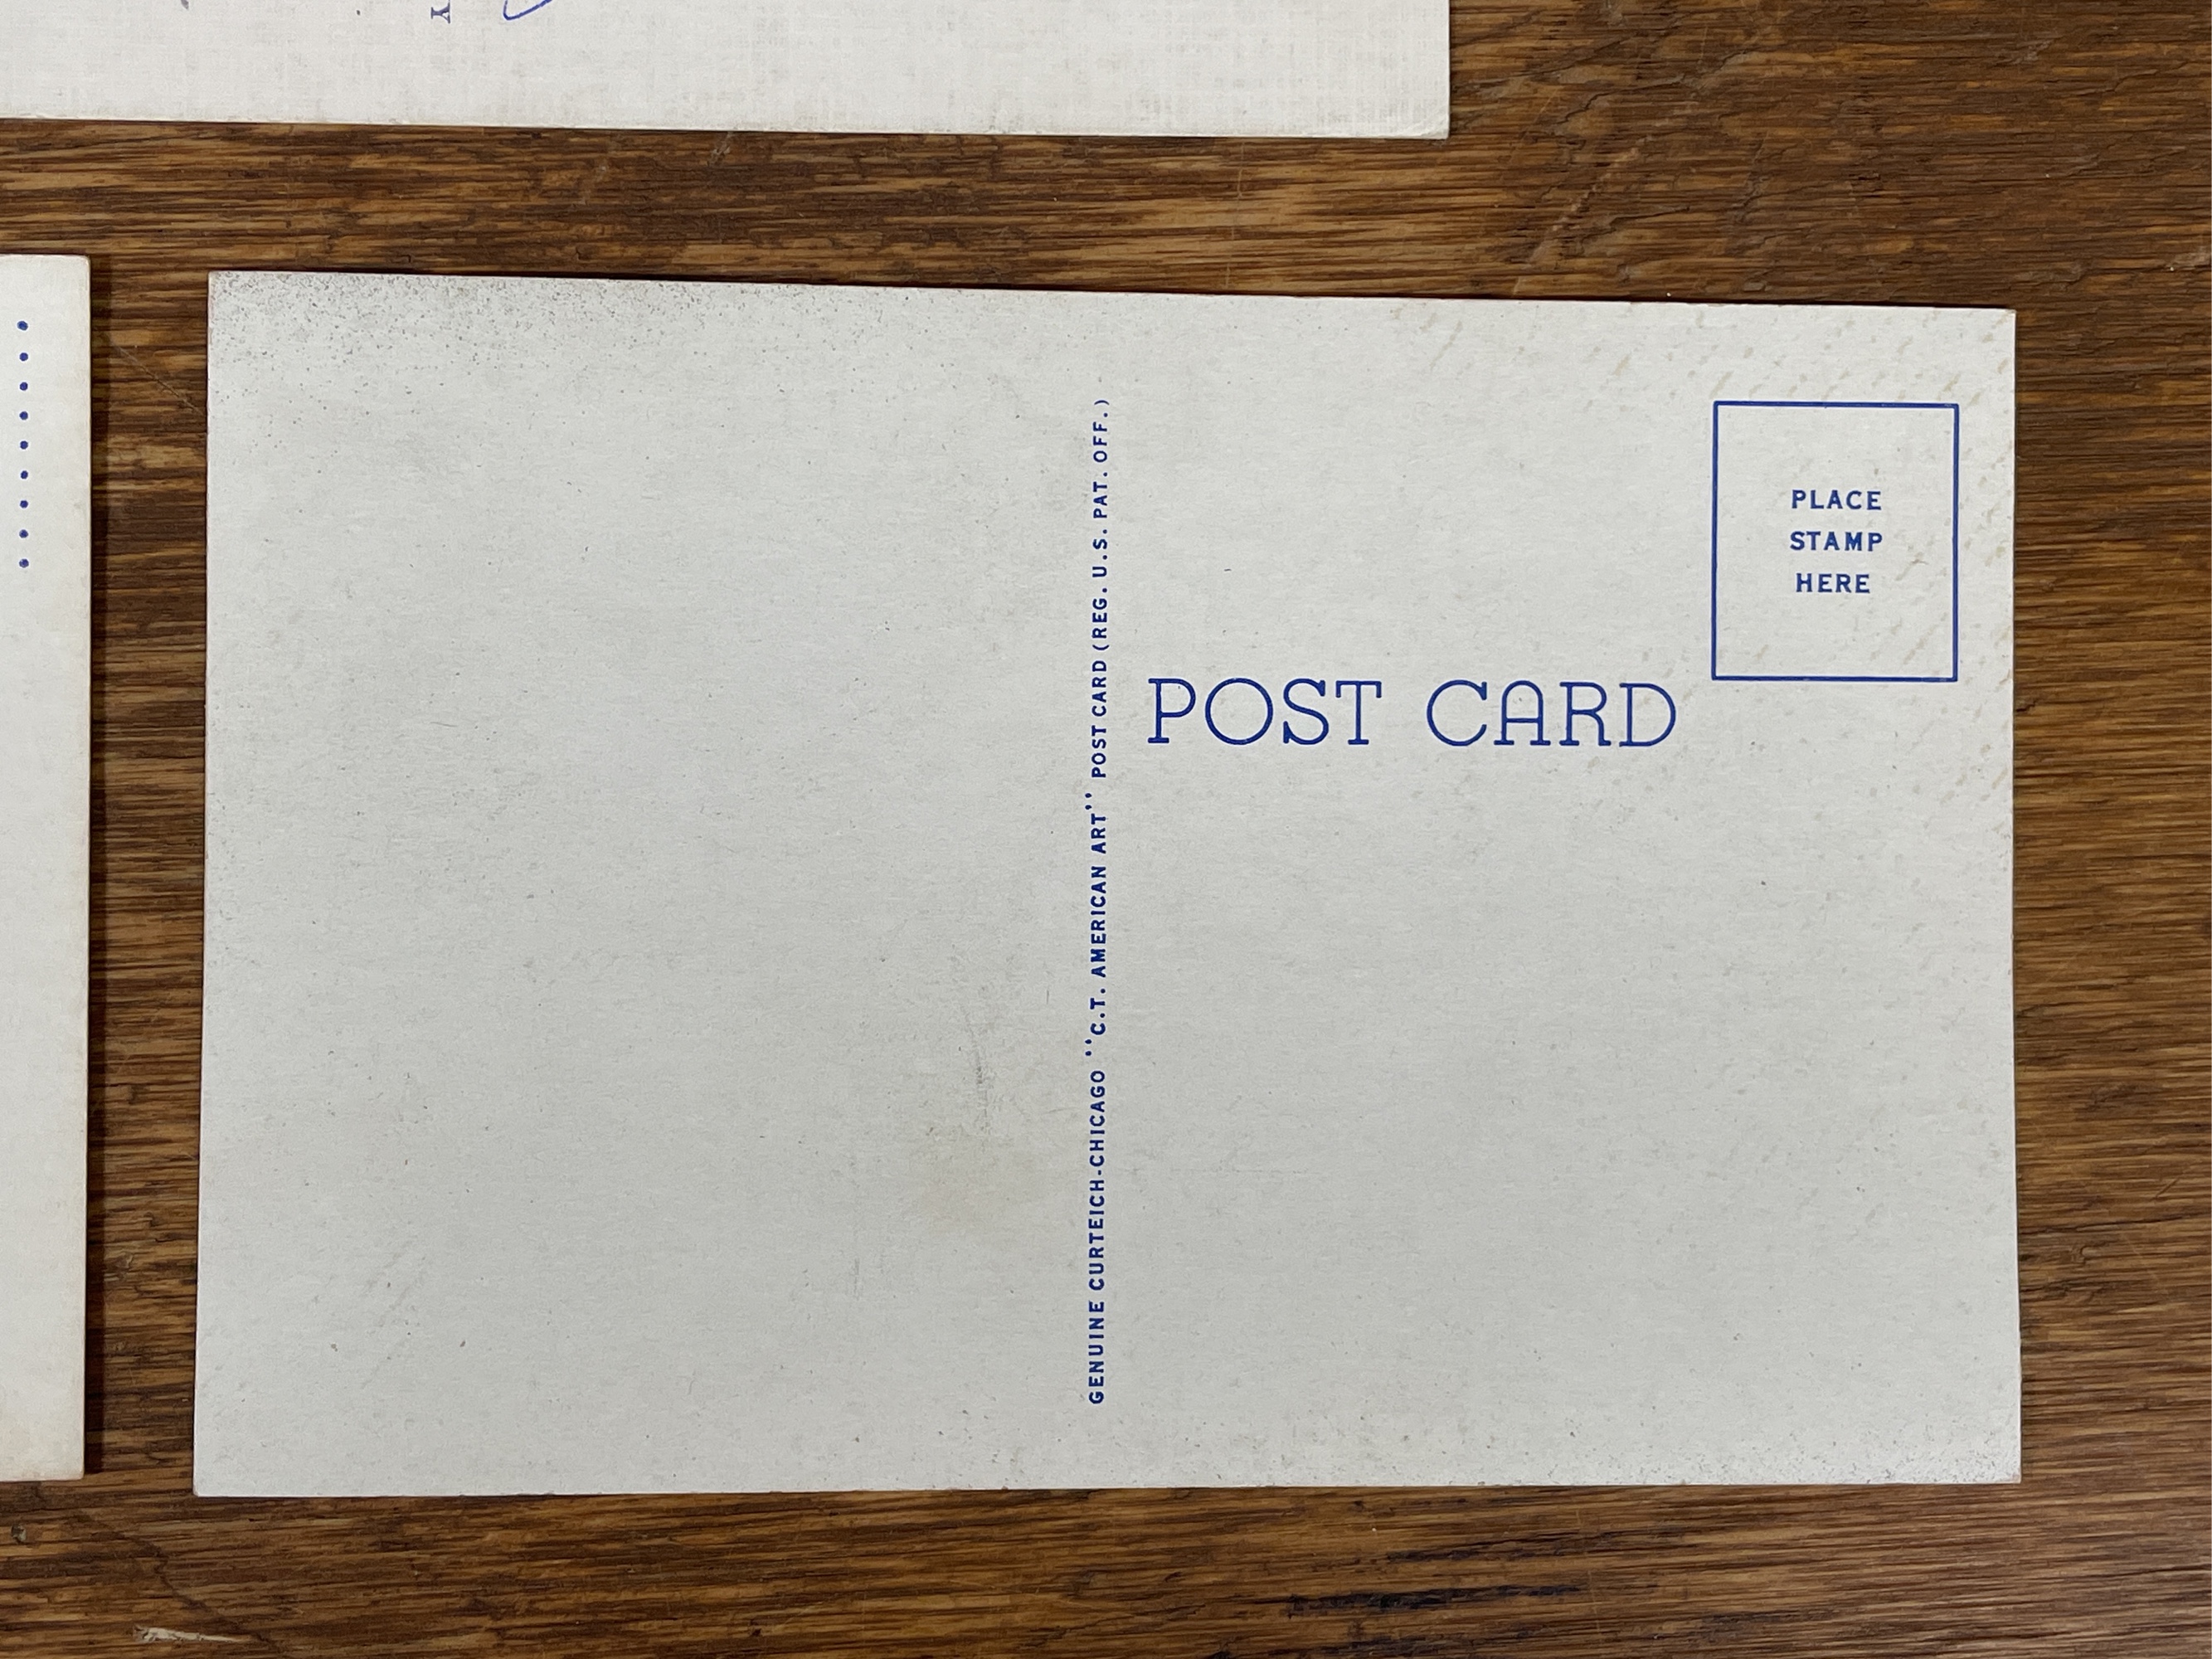 Y
GENUINE CURTEICH-CHICAGO "C.T. AMERICAN ART" POST CARD (REG. U.S. PAT. OFF.)
PLACE
STAMP
HERE
POST CARD